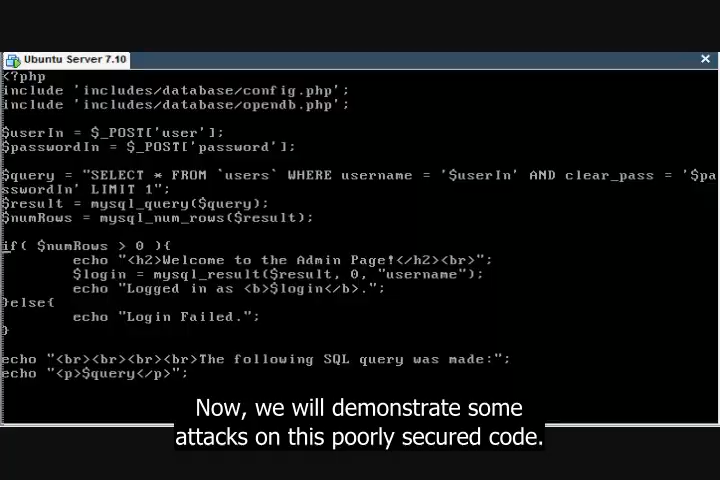 Ubuntu Server 7.10
<?php
include 'includes/database/config.php';
include 'includes/database/opendb.php';
$userIn = $_POST['user'];
$passwordIn = $_POST['password'];
$query = "SELECT * FROM `users` WHERE username = '$userIn' AND clear_pass = '$pa
sswordIn' LIMIT 1";
$result = mysql_query($query);
$numRows = mysql_num_rows($result);
if( $numRows > 0 ){
        echo "<h2>Welcome to the Admin Page!</h2><br>";
        $login = mysql_result($result, 0, "username");
        echo "Logged in as <b>$login</b>.";
}else{
        echo "Login Failed.";
}
echo "<br><br><br><br>The following SQL query was made:";
echo "<p>$query</p>";
Now, we will demonstrate some
attacks on this poorly secured code.